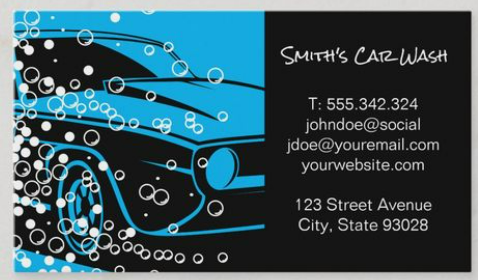 Smith's Car Wash
T: 555.342.324
johndoe@social
jdoe@youremail.com
yourwebsite.com
123 Street Avenue
City, State 93028